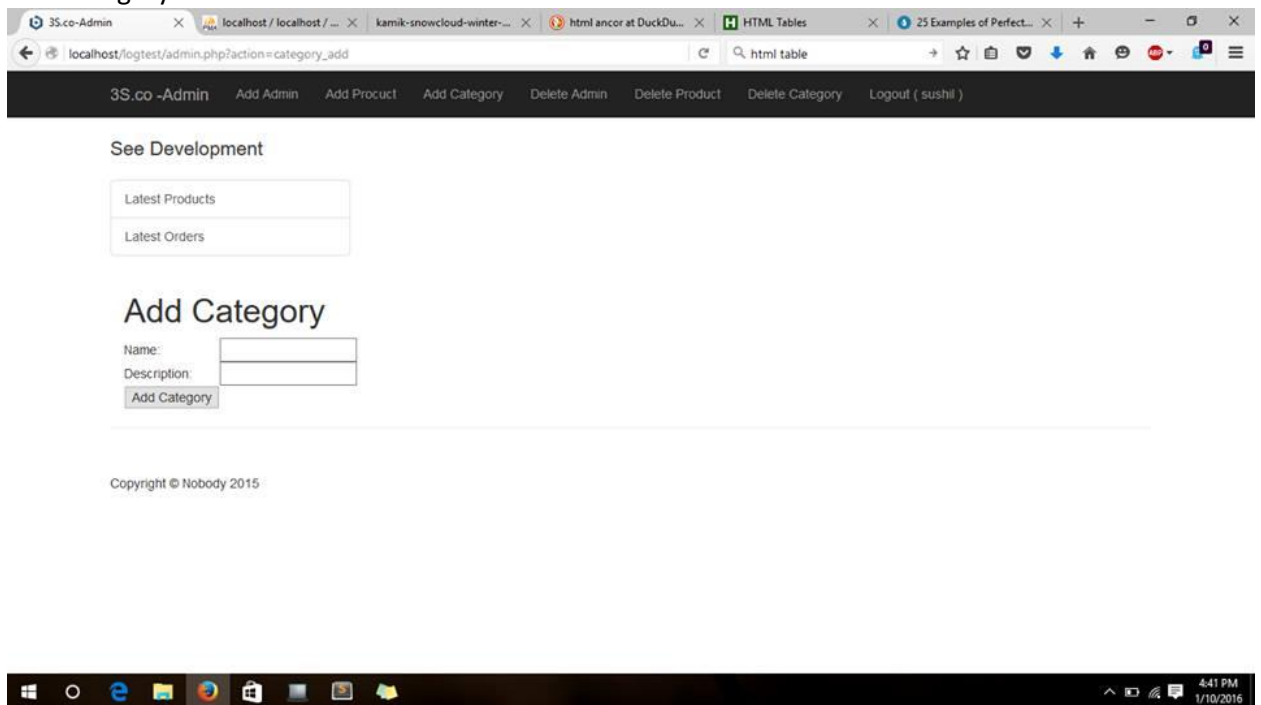 3S.co-Admin
localhost / localhost / ...
kamik-snowcloud-winter-...
html ancor at DuckDu...
HTML Tables
25 Examples of Perfect...
localhost/logtest/admin.php?action=category_add
html table
ABP
0
3S.co -Admin
Add Admin
Add Procuct
Add Category
Delete Admin
Delete Product
Delete Category
Logout ( sushil )
See Development
Latest Products
Latest Orders
Add Category
Name:
Description:
Add Category
Copyright © Nobody 2015
4:41 PM
1/10/2016